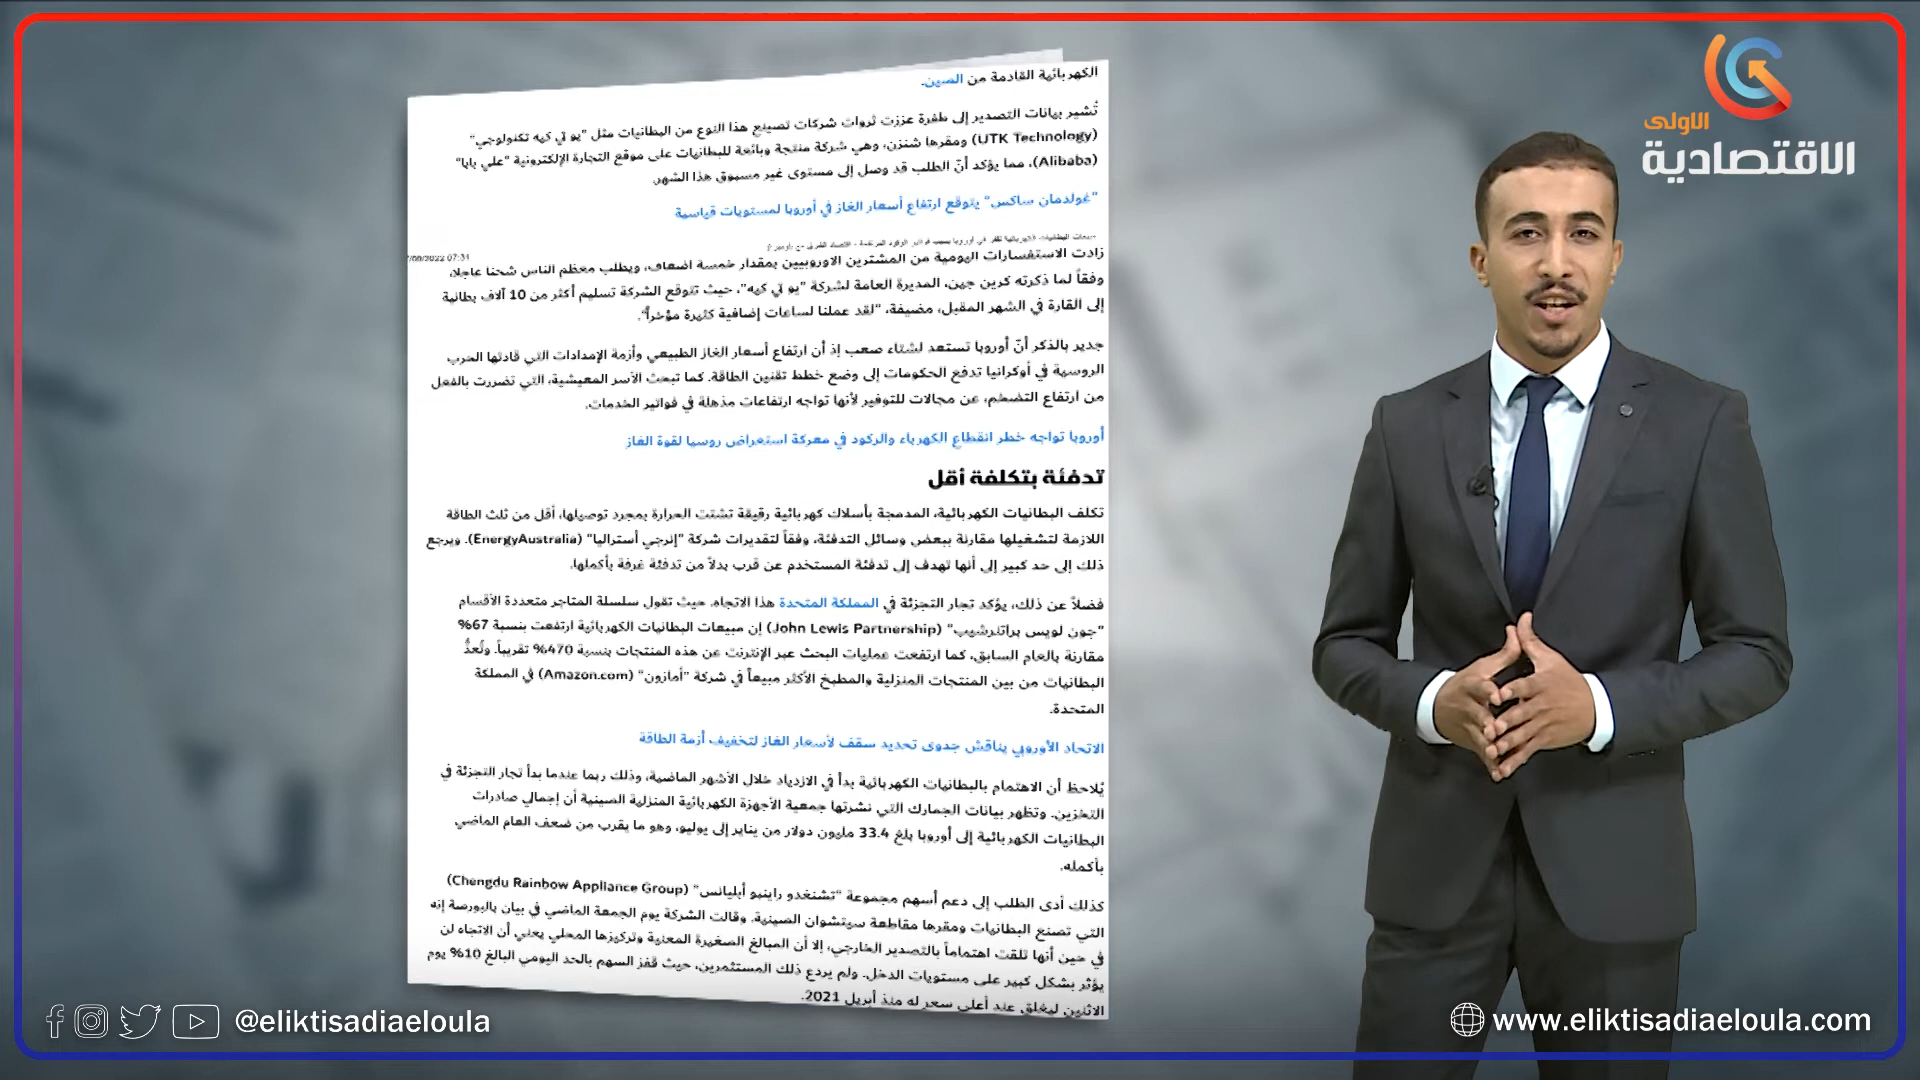 الاولى
الاقتصادية
الكهربائية القادمة من الصين.
تُشير بيانات التصدير إلى طفرة عززت ثروات شركات تصنيع هذا النوع من البطانيات مثل "يو تي كيه تكنولوجي"
(UTK Technology) ومقرها شنزن، وهي شركة منتجة وبائعة للبطانيات على موقع التجارة الإلكترونية "علي بابا"
(Alibaba)، مما يؤكد أنّ الطلب قد وصل إلى مستوى غير مسبوق هذا الشهر.
"غولدمان ساكس" يتوقع ارتفاع أسعار الغاز في أوروبا لمستويات قياسية
مبيعات البطانيات الكهربائية تقفز في أوروبا بسبب فواتير الوقود المرتفعة - اقتصاد الشرق مع بلومبرغ
/08/2022 07:34
زادت الاستفسارات اليومية من المشترين الاوروبيين بمقدار خمسة أضعاف، ويطلب معظم الناس شحنا عاجلا،
وفقاً لما ذكرته كرين جين، المديرة العامة لشركة "يو تي كيه"، حيث تتوقع الشركة تسليم أكثر من 10 آلاف بطانية
إلى القارة في الشهر المقبل، مضيفة، "لقد عملنا لساعات إضافية كثيرة مؤخراً".
جدير بالذكر أنّ أوروبا تستعد لشتاء صعب إذ أن ارتفاع أسعار الغاز الطبيعي وأزمة الإمدادات التي قادتها الحرب
الروسية في أوكرانيا تدفع الحكومات إلى وضع خطط تقنين الطاقة. كما تبحث الأسر المعيشية، التي تضررت بالفعل
من ارتفاع التضخم، عن مجالات للتوفير لأنها تواجه ارتفاعات مذهلة في فواتير الخدمات.
أوروبا تواجه خطر انقطاع الكهرباء والركود في معركة استعراض روسيا لقوة الغاز
تدفئة بتكلفة أقل
تكلف البطانيات الكهربائية، المدمجة بأسلاك كهربائية رقيقة تشتت الحرارة بمجرد توصيلها، أقل من ثلث الطاقة
اللازمة لتشغيلها مقارنة ببعض وسائل التدفئة، وفقاً لتقديرات شركة "إنرجي أستراليا" (EnergyAustralia). ويرجع
ذلك إلى حد كبير إلى أنها تهدف إلى تدفئة المستخدم عن قرب بدلاً من تدفئة غرفة بأكملها.
فضلاً عن ذلك، يؤكد تجار التجزئة في المملكة المتحدة هذا الاتجاه. حيث تقول سلسلة المتاجر متعددة الأقسام
"جون لويس براتنرشيب" (John Lewis Partnership) إن مبيعات البطانيات الكهربائية ارتفعت بنسبة 67%
مقارنة بالعام السابق، كما ارتفعت عمليات البحث عبر الإنترنت عن هذه المنتجات بنسبة 470% تقريباً. وتُعدُّ
البطانيات من بين المنتجات المنزلية والمطبخ الأكثر مبيعاً في شركة "أمازون" (Amazon.com) في المملكة
المتحدة.
الاتحاد الأوروبي يناقش جدوى تحديد سقف لأسعار الغاز لتخفيف أزمة الطاقة
يُلاحظ أن الاهتمام بالبطانيات الكهربائية بدأ في الازدياد خلال الأشهر الماضية، وذلك ربما عندما بدأ تجار التجزئة في
التخزين. وتظهر بيانات الجمارك التي نشرتها جمعية الأجهزة الكهربائية المنزلية الصينية أن إجمالي صادرات
البطانيات الكهربائية إلى أوروبا بلغ 33.4 مليون دولار من يناير إلى يوليو، وهو ما يقرب من ضعف العام الماضي
بأكمله.
كذلك أدى الطلب إلى دعم أسهم مجموعة "تشنغدو راينبو أبليانس" (Chengdu Rainbow Appliance Group)
التي تصنع البطانيات ومقرها مقاطعة سيتشوان الصينية. وقالت الشركة يوم الجمعة الماضي في بيان بالبورصة إنه
في حين أنها تلقت اهتماماً بالتصدير الخارجي، إلا أن المبالغ الصغيرة المعنية وتركيزها المحلي يعني أن الاتجاه لن
يؤثر بشكل كبير على مستويات الدخل. ولم يردع ذلك المستثمرين، حيث قفز السهم بالحد اليومي البالغ 10% يوم
الاثنين ليغلق عند أعلى سعر له منذ أبريل 2021.
@eliktisadiaeloula
www.eliktisadiaeloula.com